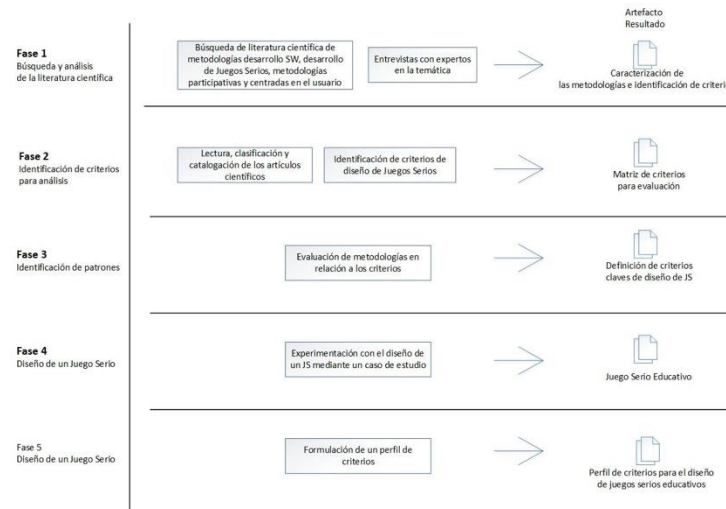 Artefacto
Resultado
Fase 1
Búsqueda y análisis
de la literatura científica
Búsqueda de literatura científica de
metodologías desarrollo SW, desarrollo
de Juegos Serios, metodologías
participativas y centradas en el usuario
Entrevistas con expertos
en la temática
Caracterización de
las metodologías e identificación de criterio
Fase 2
Identificación de criterios
para análisis
Lectura, clasificación y
catalogación de los artículos
científicos
Identificación de criterios de
diseño de Juegos Serios
Matriz de criterios
para evaluación
Fase 3
Identificación de patrones
Evaluación de metodologías en
relación a los criterios
Definición de criterios
claves de diseño de JS
Fase 4
Diseño de un Juego Serio
Experimentación con el diseño de
un JS mediante un caso de estudio
Juego Serio Educativo
Fase 5
Diseño de un Juego Serio
Formulación de un perfil de
criterios
Perfil de criterios para el diseño
de juegos serios educativos